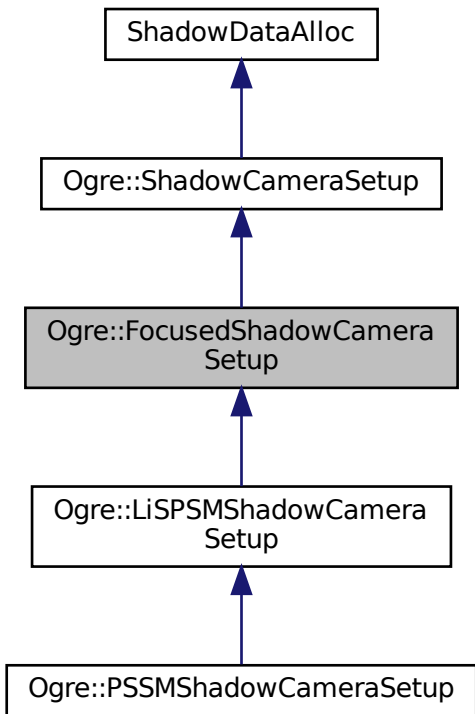 ShadowDataAlloc
Ogre::ShadowCameraSetup
Ogre::FocusedShadowCamera
Setup
Ogre::LiSPSMShadowCamera
Setup
Ogre::PSSMShadowCameraSetup